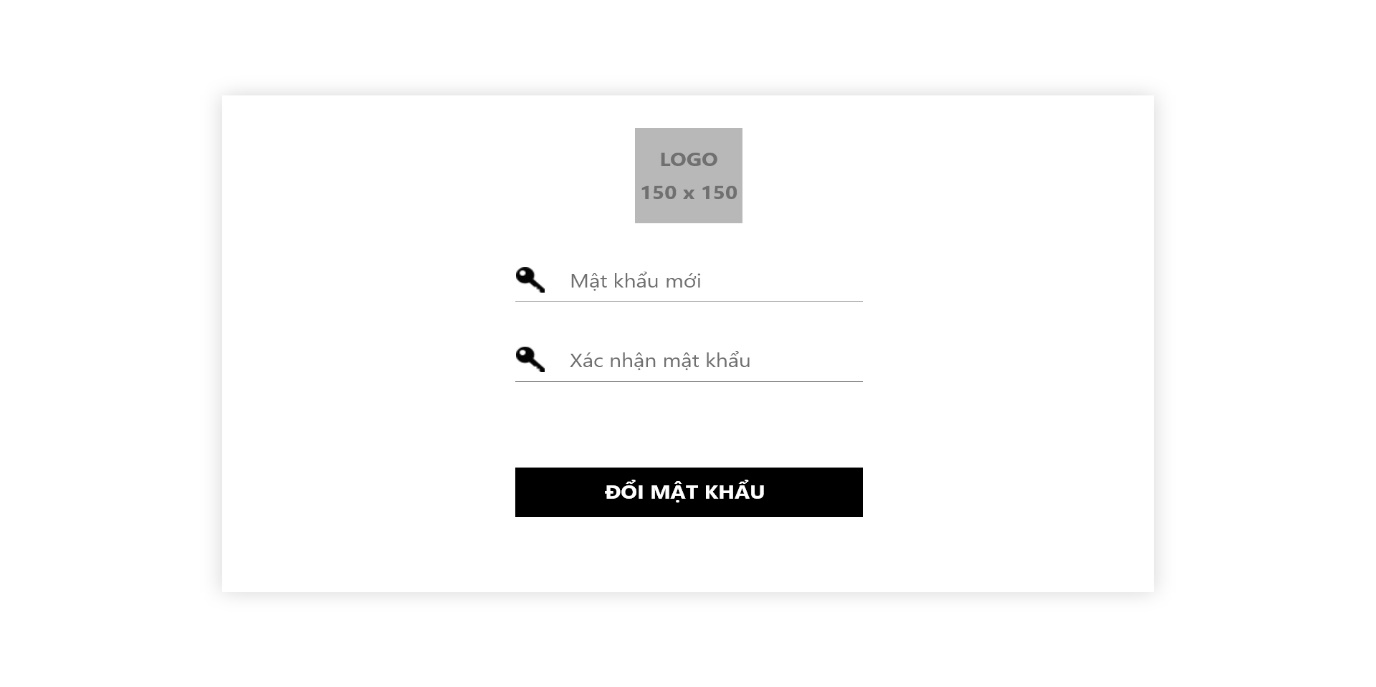 LOGO
150 x 150
Mật khẩu mới
Xác nhận mật khẩu
ĐỔI MẬT KHẨU